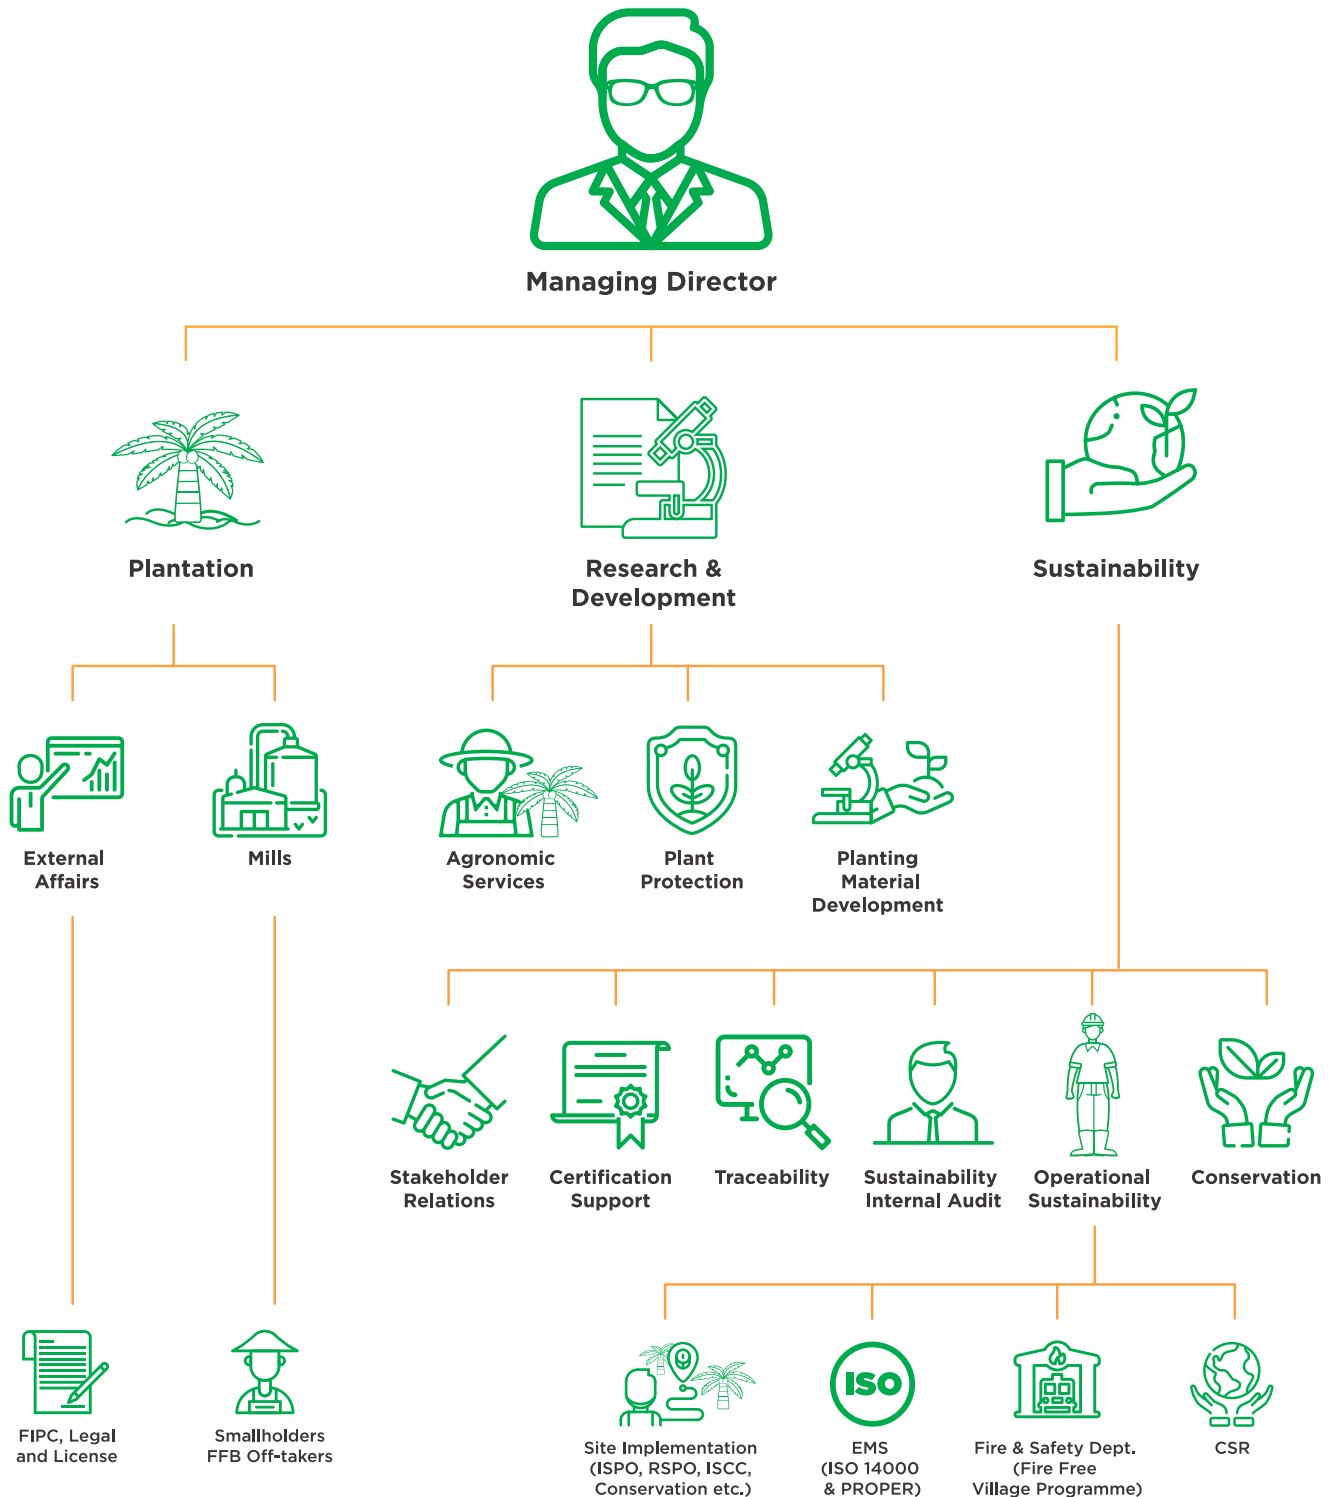 Managing Director
Plantation
Research &
Development
Sustainability
External
Affairs
Mills
Agronomic
Services
Plant
Protection
Planting
Material
Development
Stakeholder
Relations
Certification
Support
Traceability
Sustainability
Internal Audit
Operational
Sustainability
Conservation
FIPC, Legal
and License
Smallholders
FFB Off-takers
Site Implementation
(ISPO, RSPO, ISCC,
Conservation etc.)
ISO
EMS
(ISO 14000
& PROPER)
Fire & Safety Dept.
(Fire Free
Village Programme)
CSR